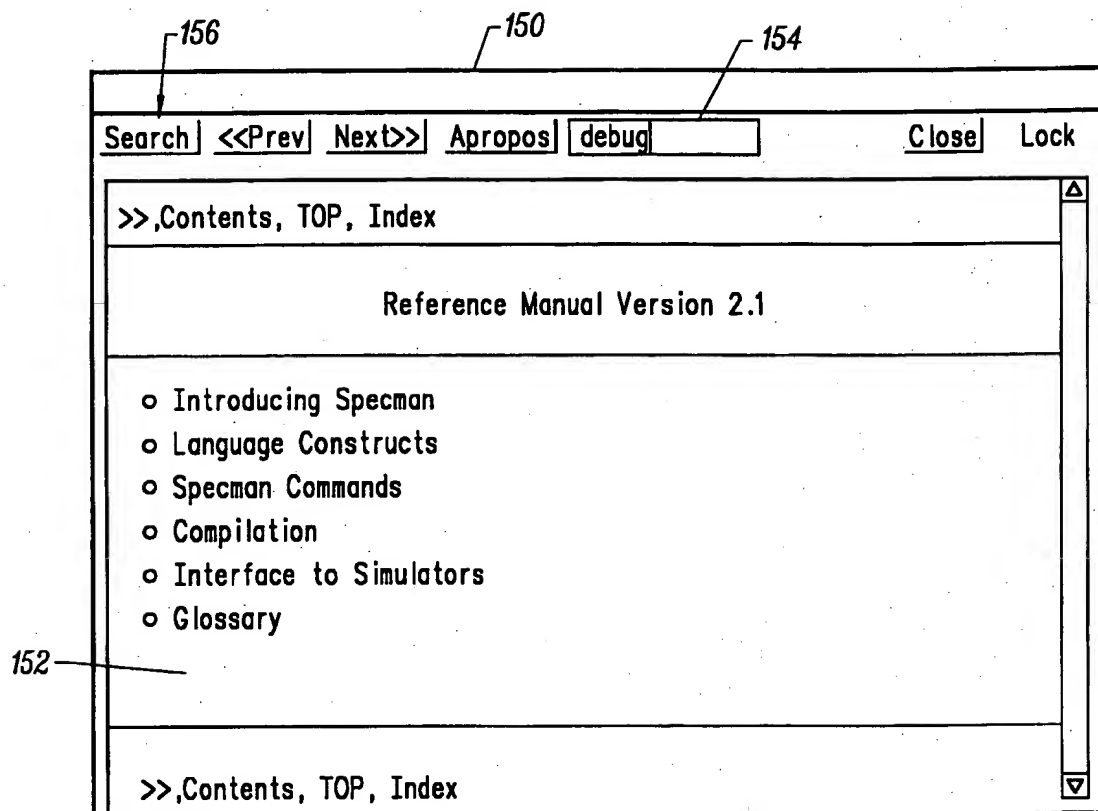 156 150 154
Search <<Prev Next>> Apropos debug Close Lock
>>,Contents, TOP, Index
Reference Manual Version 2.1
o Introducing Specman
o Language Constructs
o Specman Commands
o Compilation
o Interface to Simulators
o Glossary
152
>>,Contents, TOP, Index